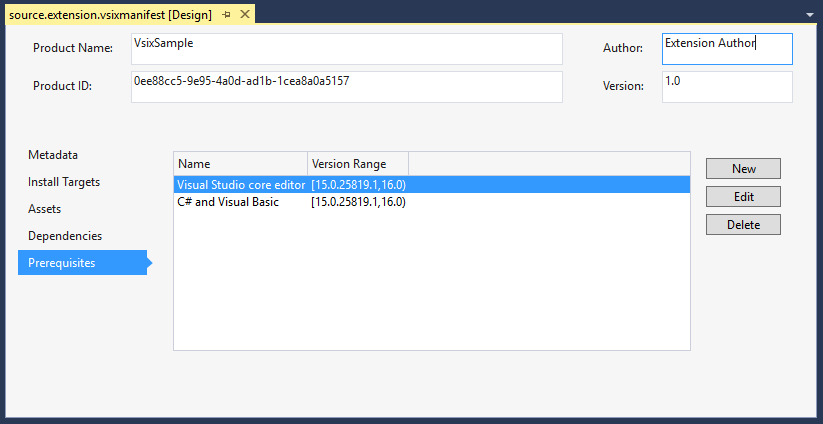 source.extension.vsixmanifest [Design]
Product Name: VsixSample Author: Extension Author
Product ID: 0ee88cc5-9e95-4a0d-ad1b-1cea8a0a5157 Version: 1.0
Metadata
Install Targets
Assets
Dependencies
Prerequisites
Name Version Range
Visual Studio core editor [15.0.25819.1,16.0)
C# and Visual Basic [15.0.25819.1,16.0)
New
Edit
Delete